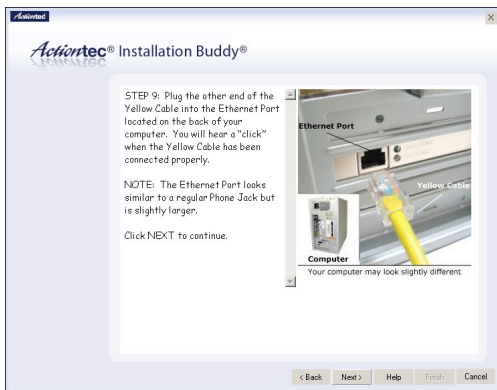 Actiontec
X
Actiontec® Installation Buddy®
STEP 9: Plug the other end of the
Yellow Cable into the Ethernet Port
located on the back of your
computer. You will hear a "click"
when the Yellow Cable has been
connected properly.
NOTE: The Ethernet Port looks
similar to a regular Phone Jack but
is slightly larger.
Click NEXT to continue.
Ethernet Port
Yellow Cable
Computer
Your computer may look slightly different
< Back
Next >
Help
Finish
Cancel